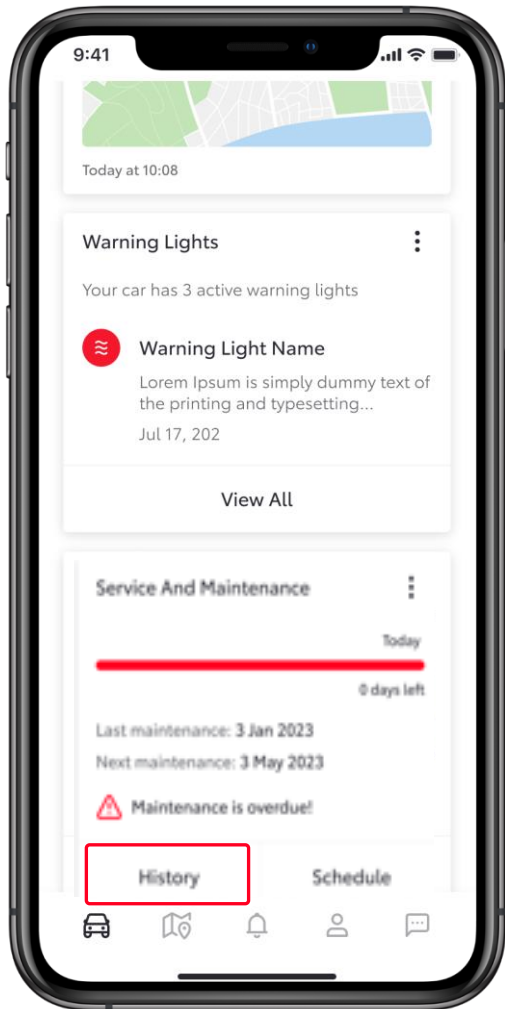 9:41
Today at 10:08
Warning Lights
Your car has 3 active warning lights
Warning Light Name
Lorem Ipsum is simply dummy text of
the printing and typesetting...
Jul 17, 202
View All
Service And Maintenance
Today
0 days left
Last maintenance: 3 Jan 2023
Next maintenance: 3 May 2023
Maintenance is overdue!
History Schedule